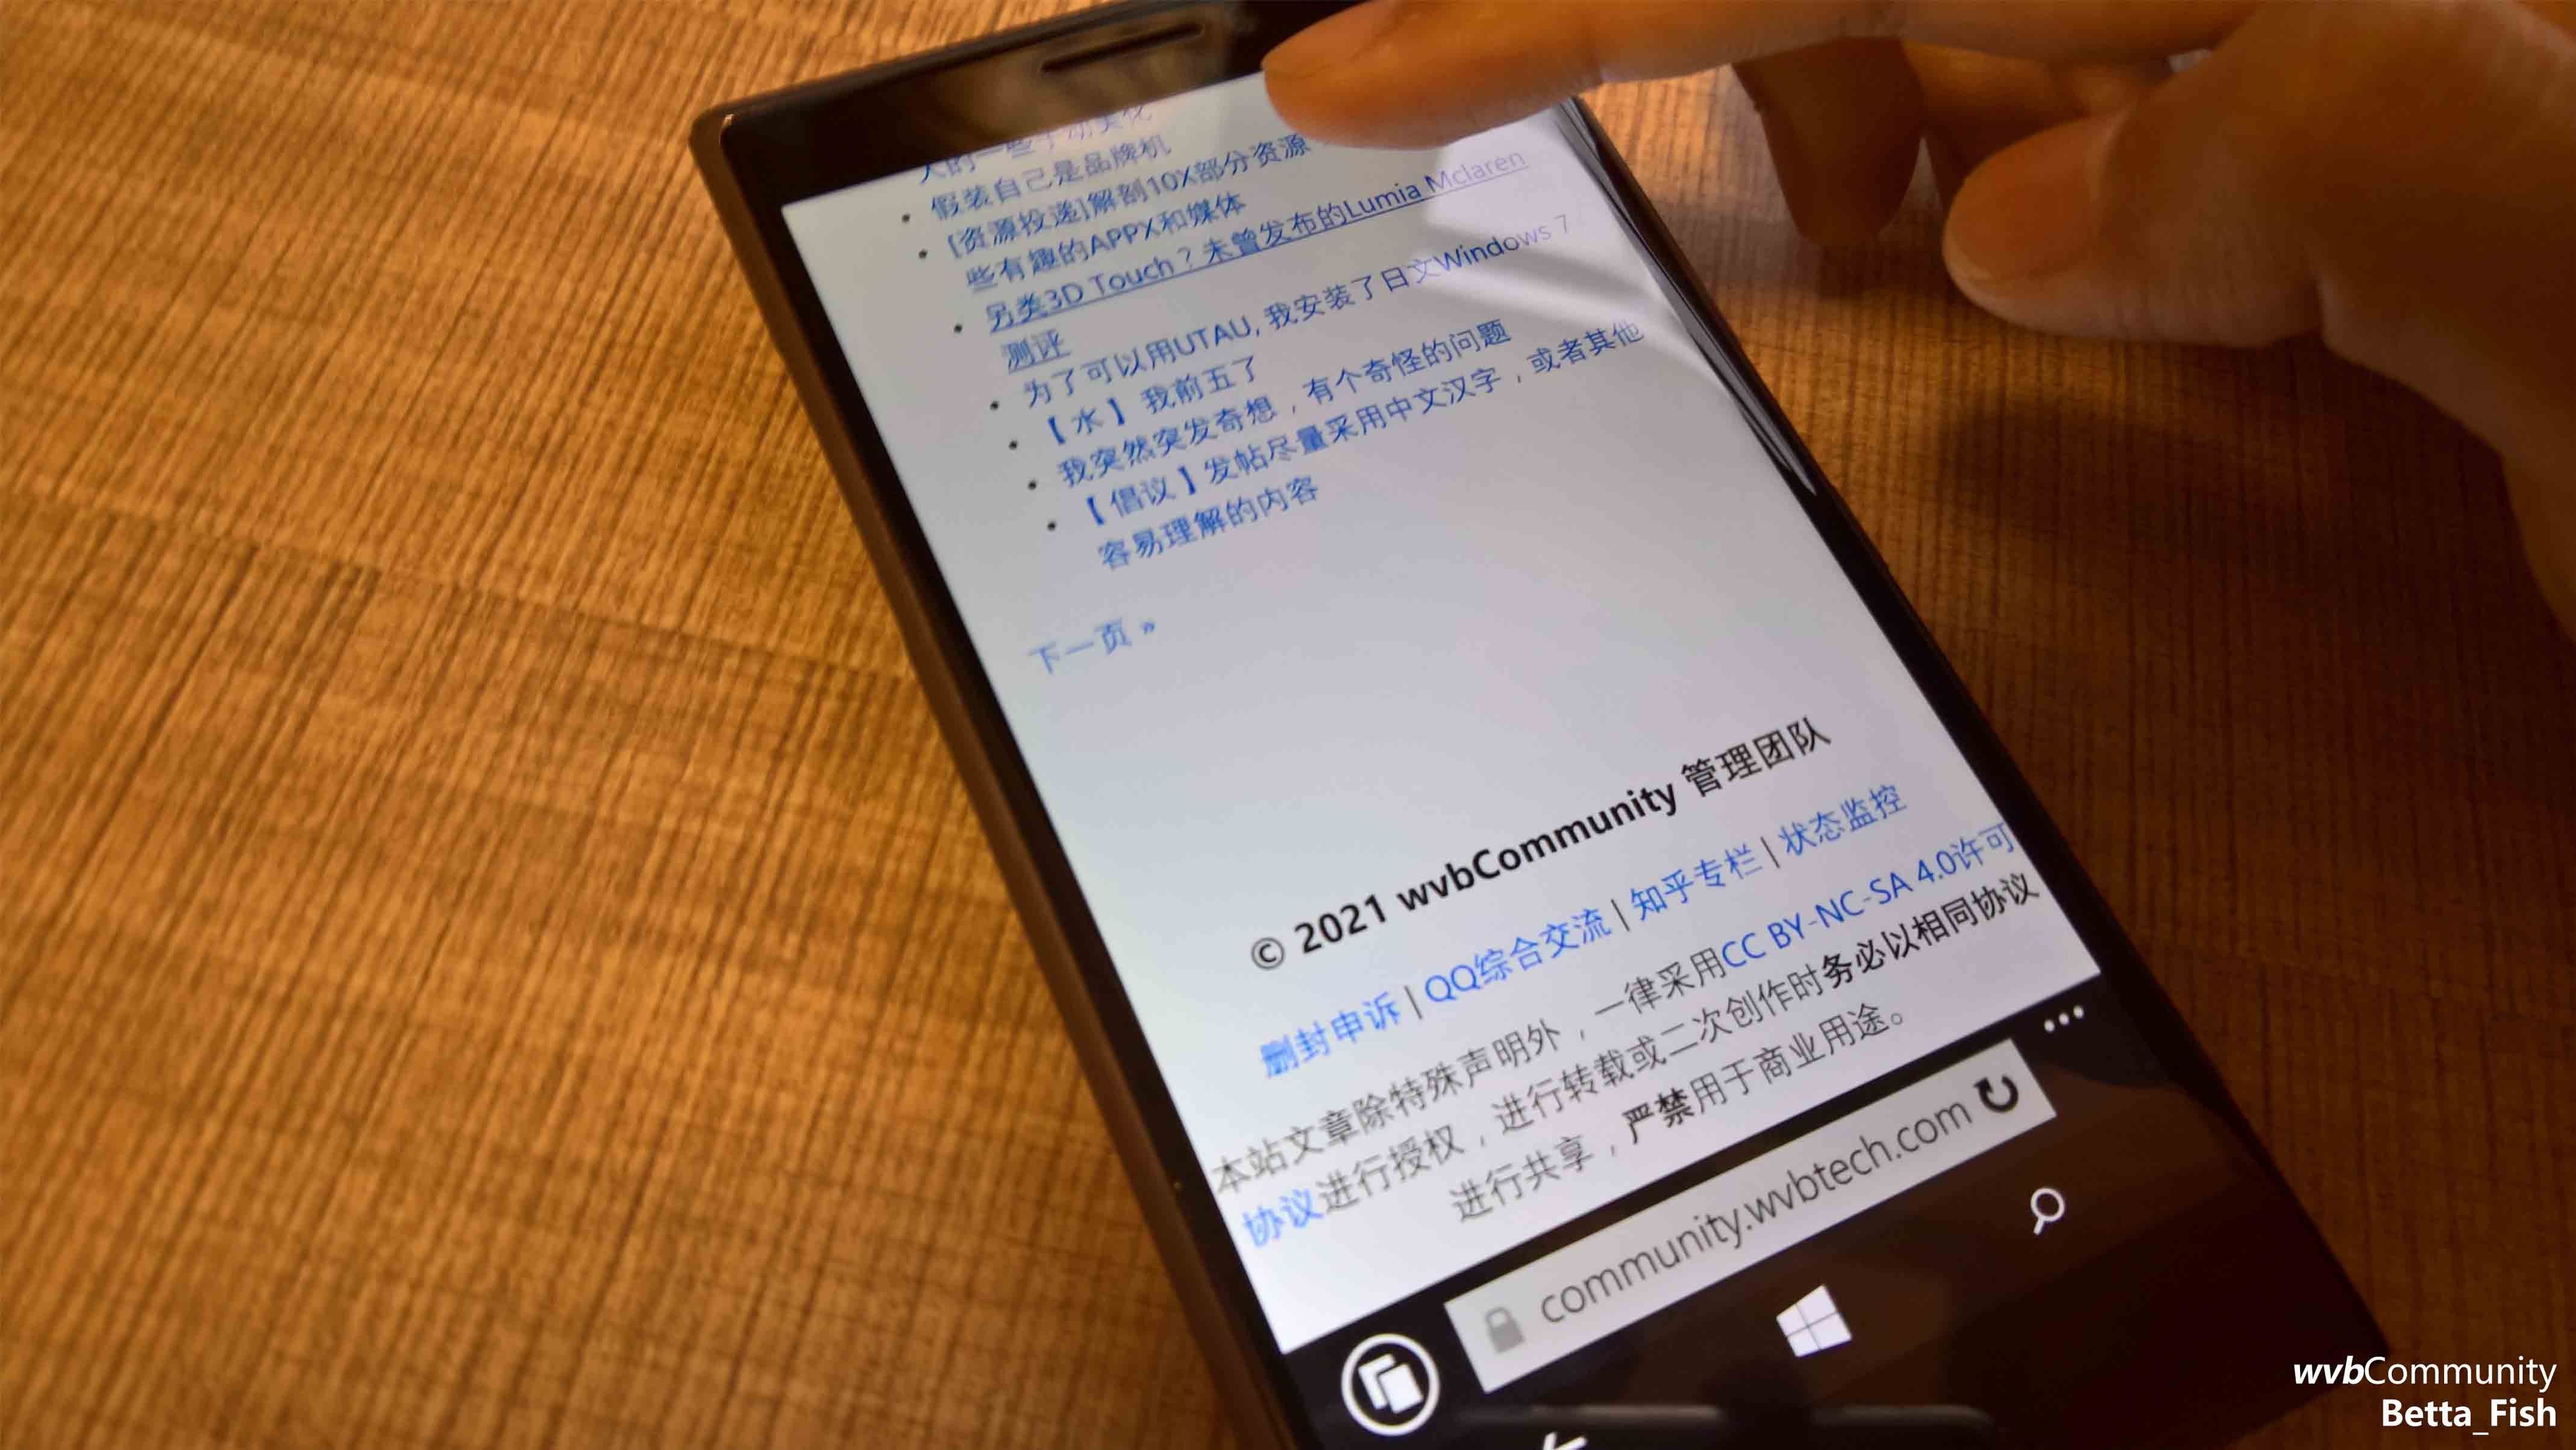 大的一些手动美化
假装自己是品牌机
[资源投递]解剖10X部分资源
些有趣的APPX和媒体
另类3D Touch？未曾发布的Lumia Mclaren
测评
为了可以用UTAU, 我安装了日文Windows 7
【水】 我前五了
我突然突发奇想，有个奇怪的问题
【倡议】发帖尽量采用中文汉字，或者其他
容易理解的内容
下一页 »
© 2021 wvbCommunity 管理团队
删封申诉 | QQ综合交流 | 知乎专栏 | 状态监控
本站文章除特殊声明外，一律采用CC BY-NC-SA 4.0许可
协议进行授权，进行转载或二次创作时务必以相同协议
进行共享，严禁用于商业用途。
community.wvbtech.com
wvbCommunity
Betta_Fish